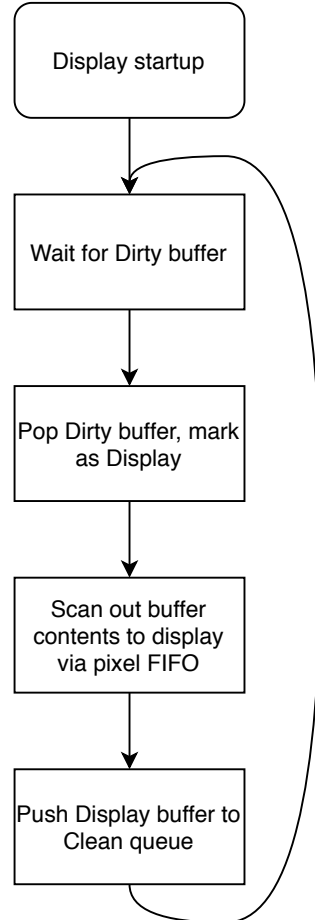 Display startup
Wait for Dirty buffer
Pop Dirty buffer, mark
as Display
Scan out buffer
contents to display
via pixel FIFO
Push Display buffer to
Clean queue